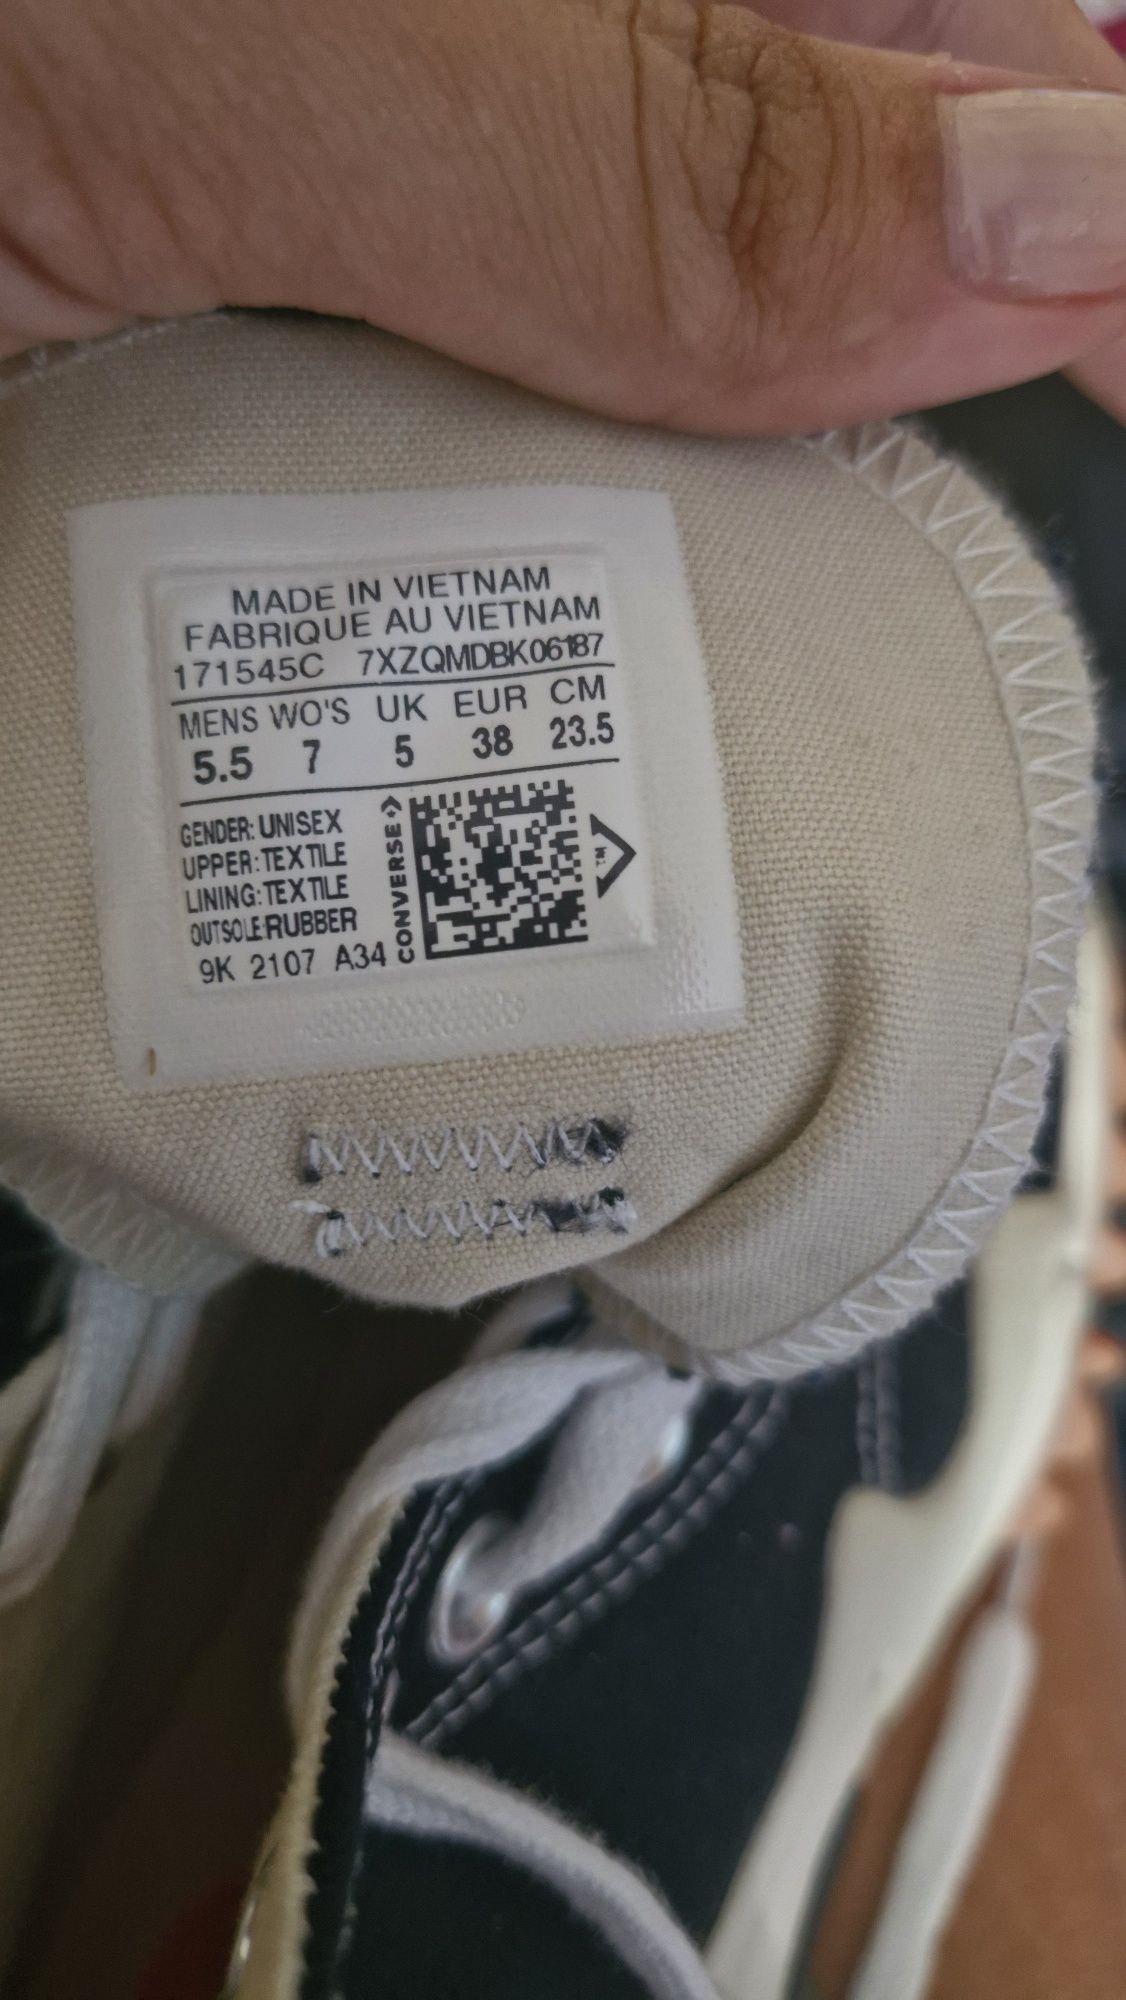 MADE IN VIETNAM
FABRIQUE AU VIETNAM
171545C 7XZQMDBK06187
MENS WO'S UK EUR CM
5.5 7 5 38 23.5
GENDER: UNISEX
UPPER: TEXTILE
LINING: TEXTILE
OUTSOLE: RUBBER
9K 2107 A34
CONVERSE
TM